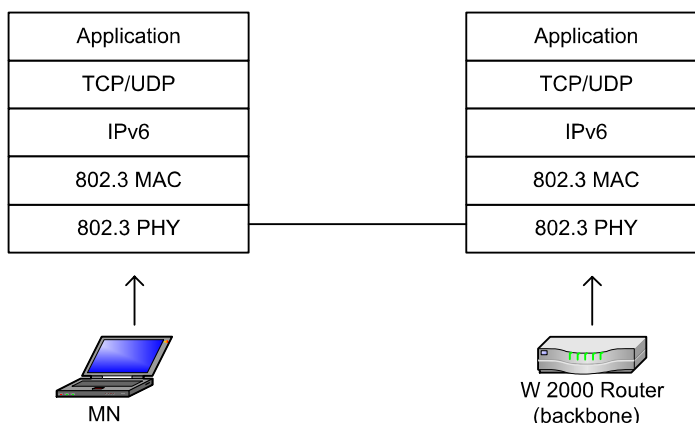 Application
TCP/UDP
IPv6
802.3 MAC
802.3 PHY
MN
Application
TCP/UDP
IPv6
802.3 MAC
802.3 PHY
W 2000 Router
(backbone)